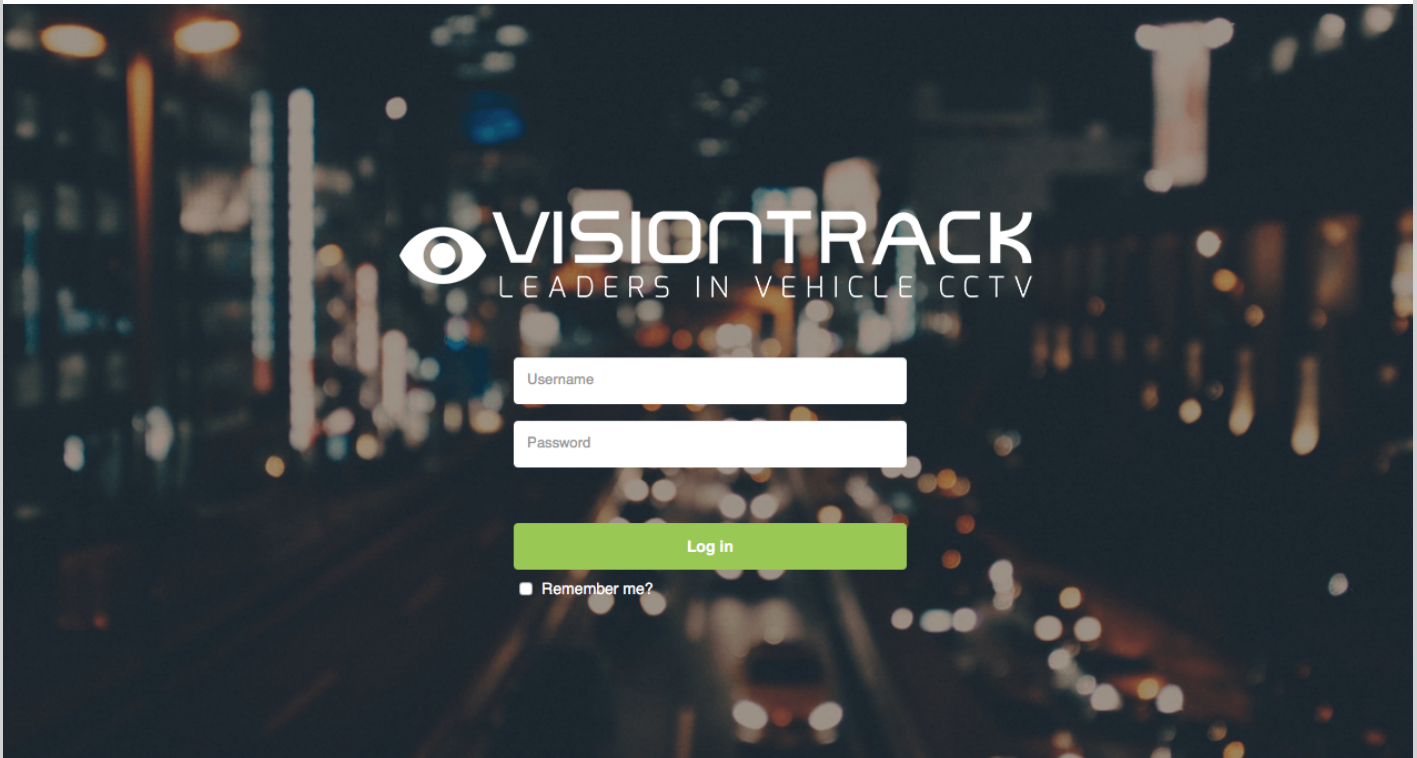 VISIONTRACK
LEADERS IN VEHICLE CCTV
Username
Password
Log in
Remember me?